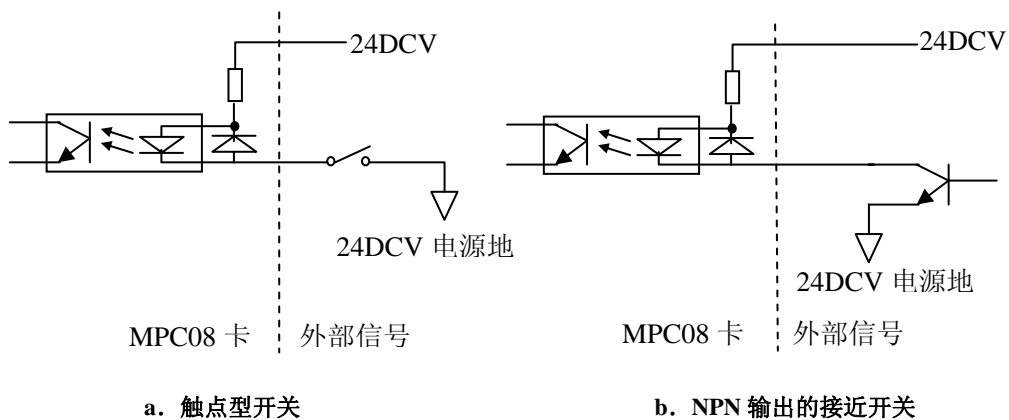 24DCV
24DCV 电源地
MPC08 卡
外部信号
a．触点型开关
24DCV
24DCV 电源地
MPC08 卡
外部信号
b．NPN 输出的接近开关